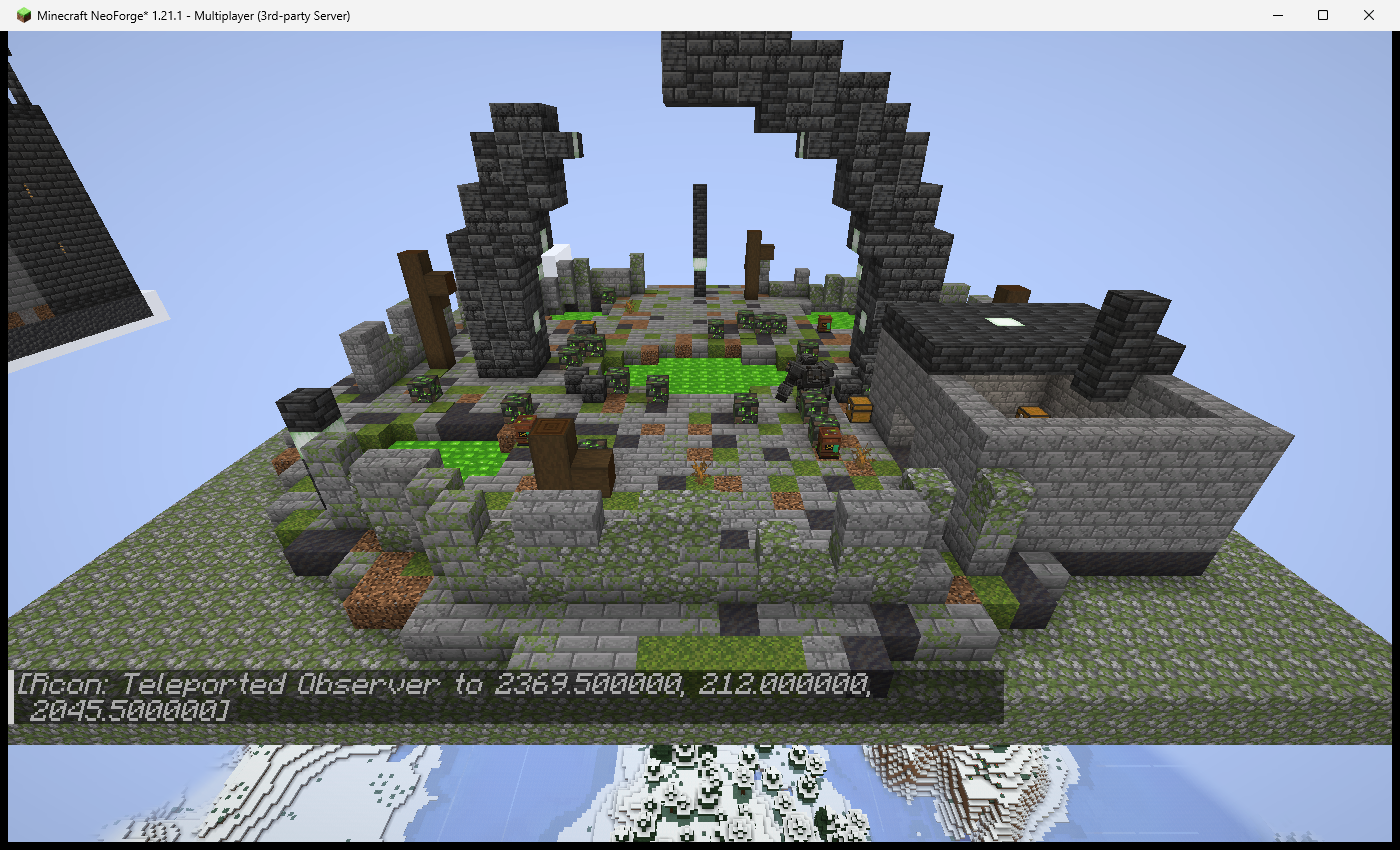 Minecraft NeoForge* 1.21.1 - Multiplayer (3rd-party Server)
[Rcon: Teleported Observer to 2369.500000, 212.000000,
2045.500000]